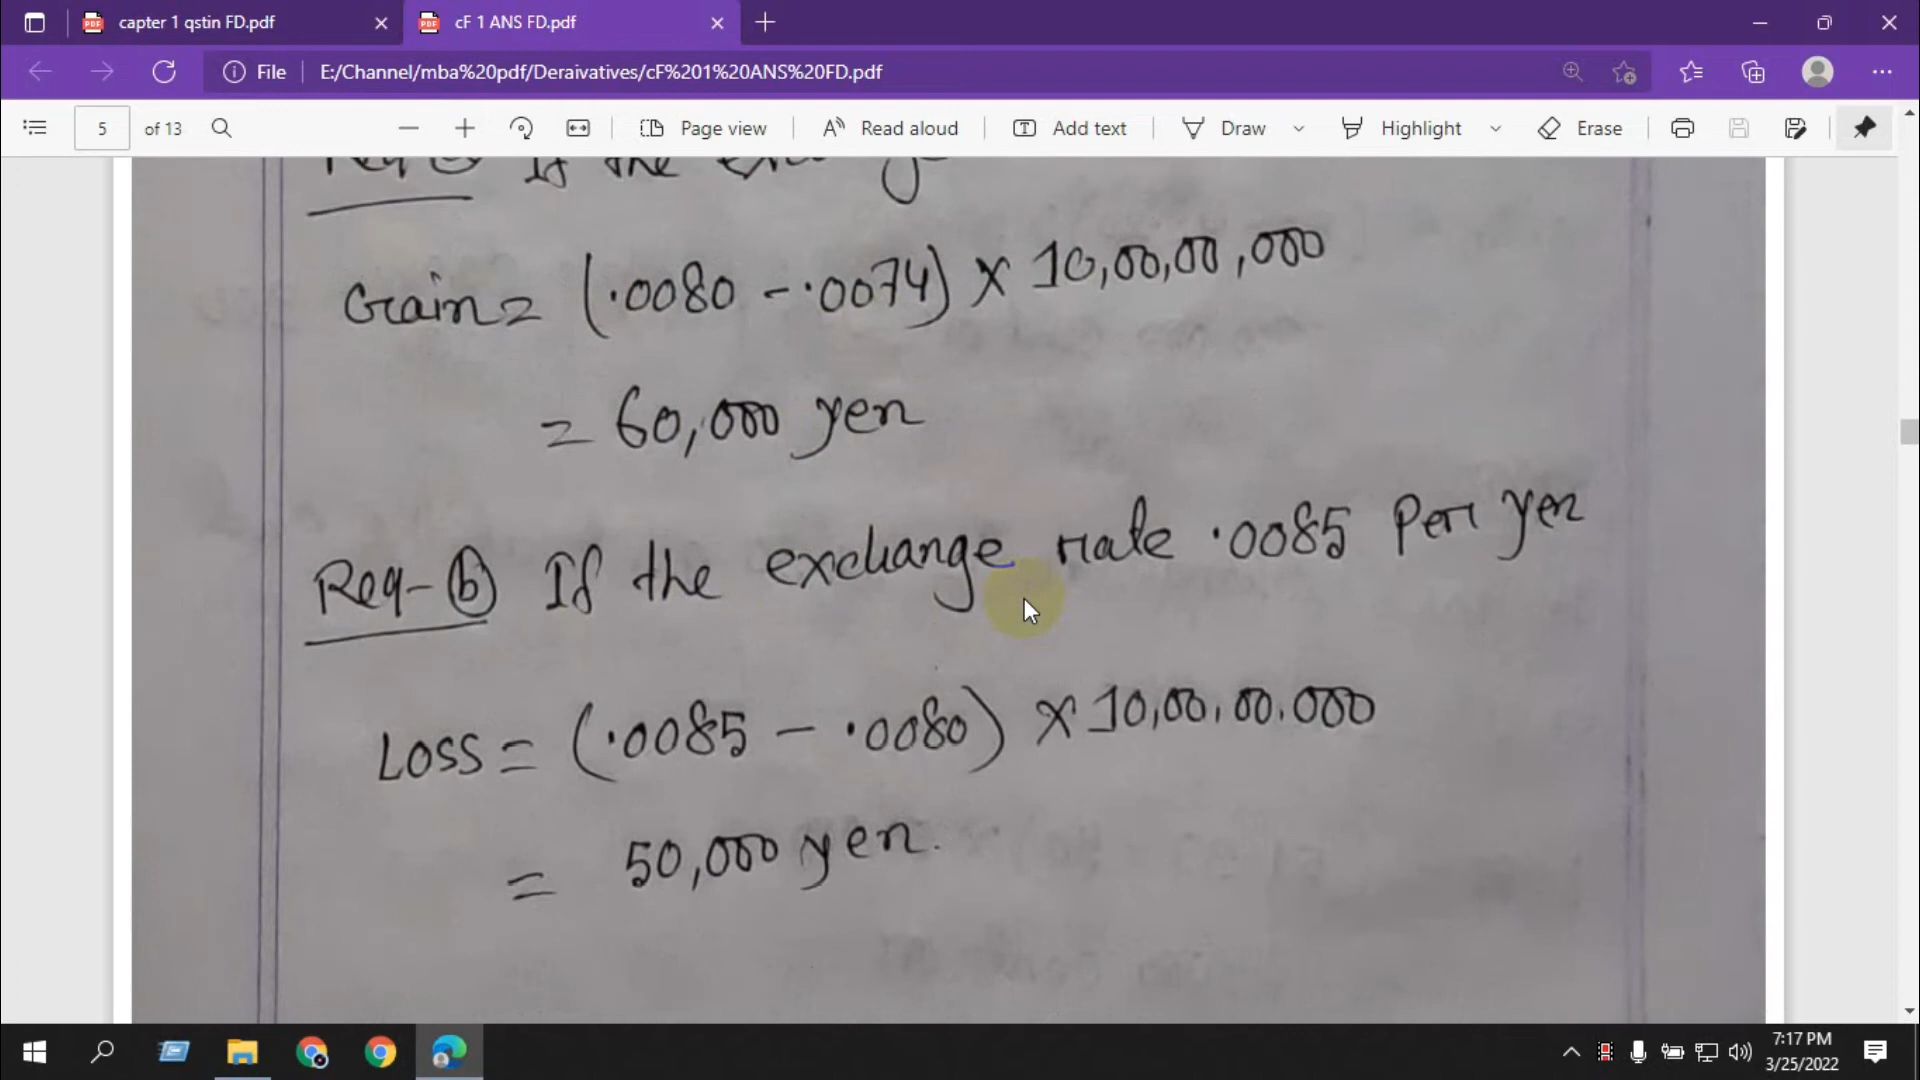 capter 1 qstin FD.pdf
cF 1 ANS FD.pdf
File
E:/Channel/mba%20pdf/Deraivatives/cF%201%20ANS%20FD.pdf
5 of 13
Page view
Read aloud
Add text
Draw
Highlight
Erase
If the
Gain = (.0080 - .0074) × 10,00,00,000
= 60,000 yen
Req-ⓑ If the exchange rate .0085 Per yen
LOSS = (.0085 - .0080) × 10,00,00.000
= 50,000 yen.
7:17 PM
3/25/2022